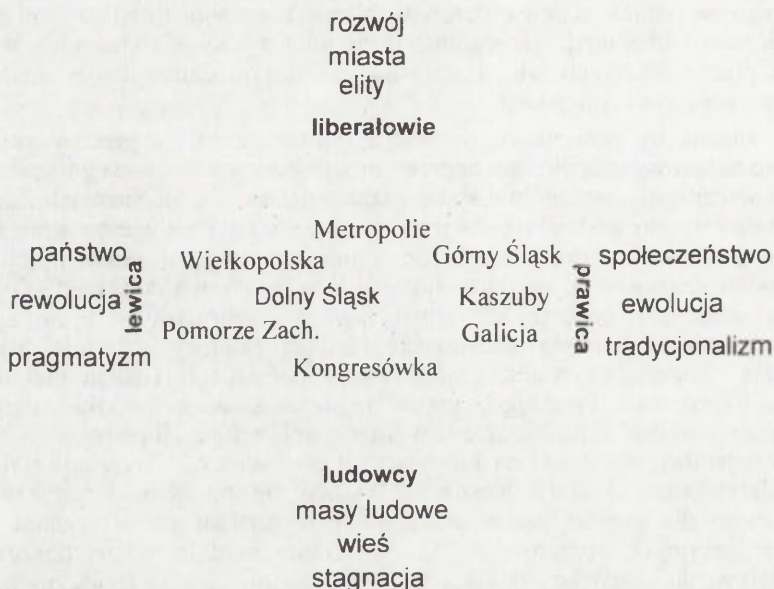 rozwój
miasta
elity
liberałowie
Metropolie
państwo Wielkopolska Górny Śląsk społeczeństwo
lewica prawica
rewolucja Dolny Śląsk Kaszuby ewolucja
Pomorze Zach. Galicja
pragmatyzm tradycjonalizm
Kongresówka
ludowcy
masy ludowe
wieś
stagnacja